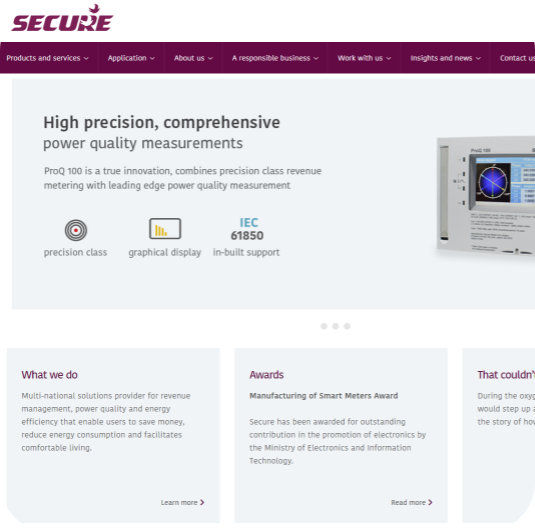 SECURE
Products and services
Application
About us
A responsible business
Work with us
Insights and news
Contact us
High precision, comprehensive
power quality measurements
ProQ 100 is a true innovation, combines precision class revenue
metering with leading edge power quality measurement
ProQ 100
IEC
61850
precision class
graphical display
in-built support
What we do
Multi-national solutions provider for revenue
management, power quality and energy
efficiency that enable users to save money,
reduce energy consumption and facilitates
comfortable living.
Learn more
Awards
Manufacturing of Smart Meters Award
Secure has been awarded for outstanding
contribution in the promotion of electronics by
the Ministry of Electronics and Information
Technology.
Read more
That couldn'
During the oxyg
would step up a
the story of how